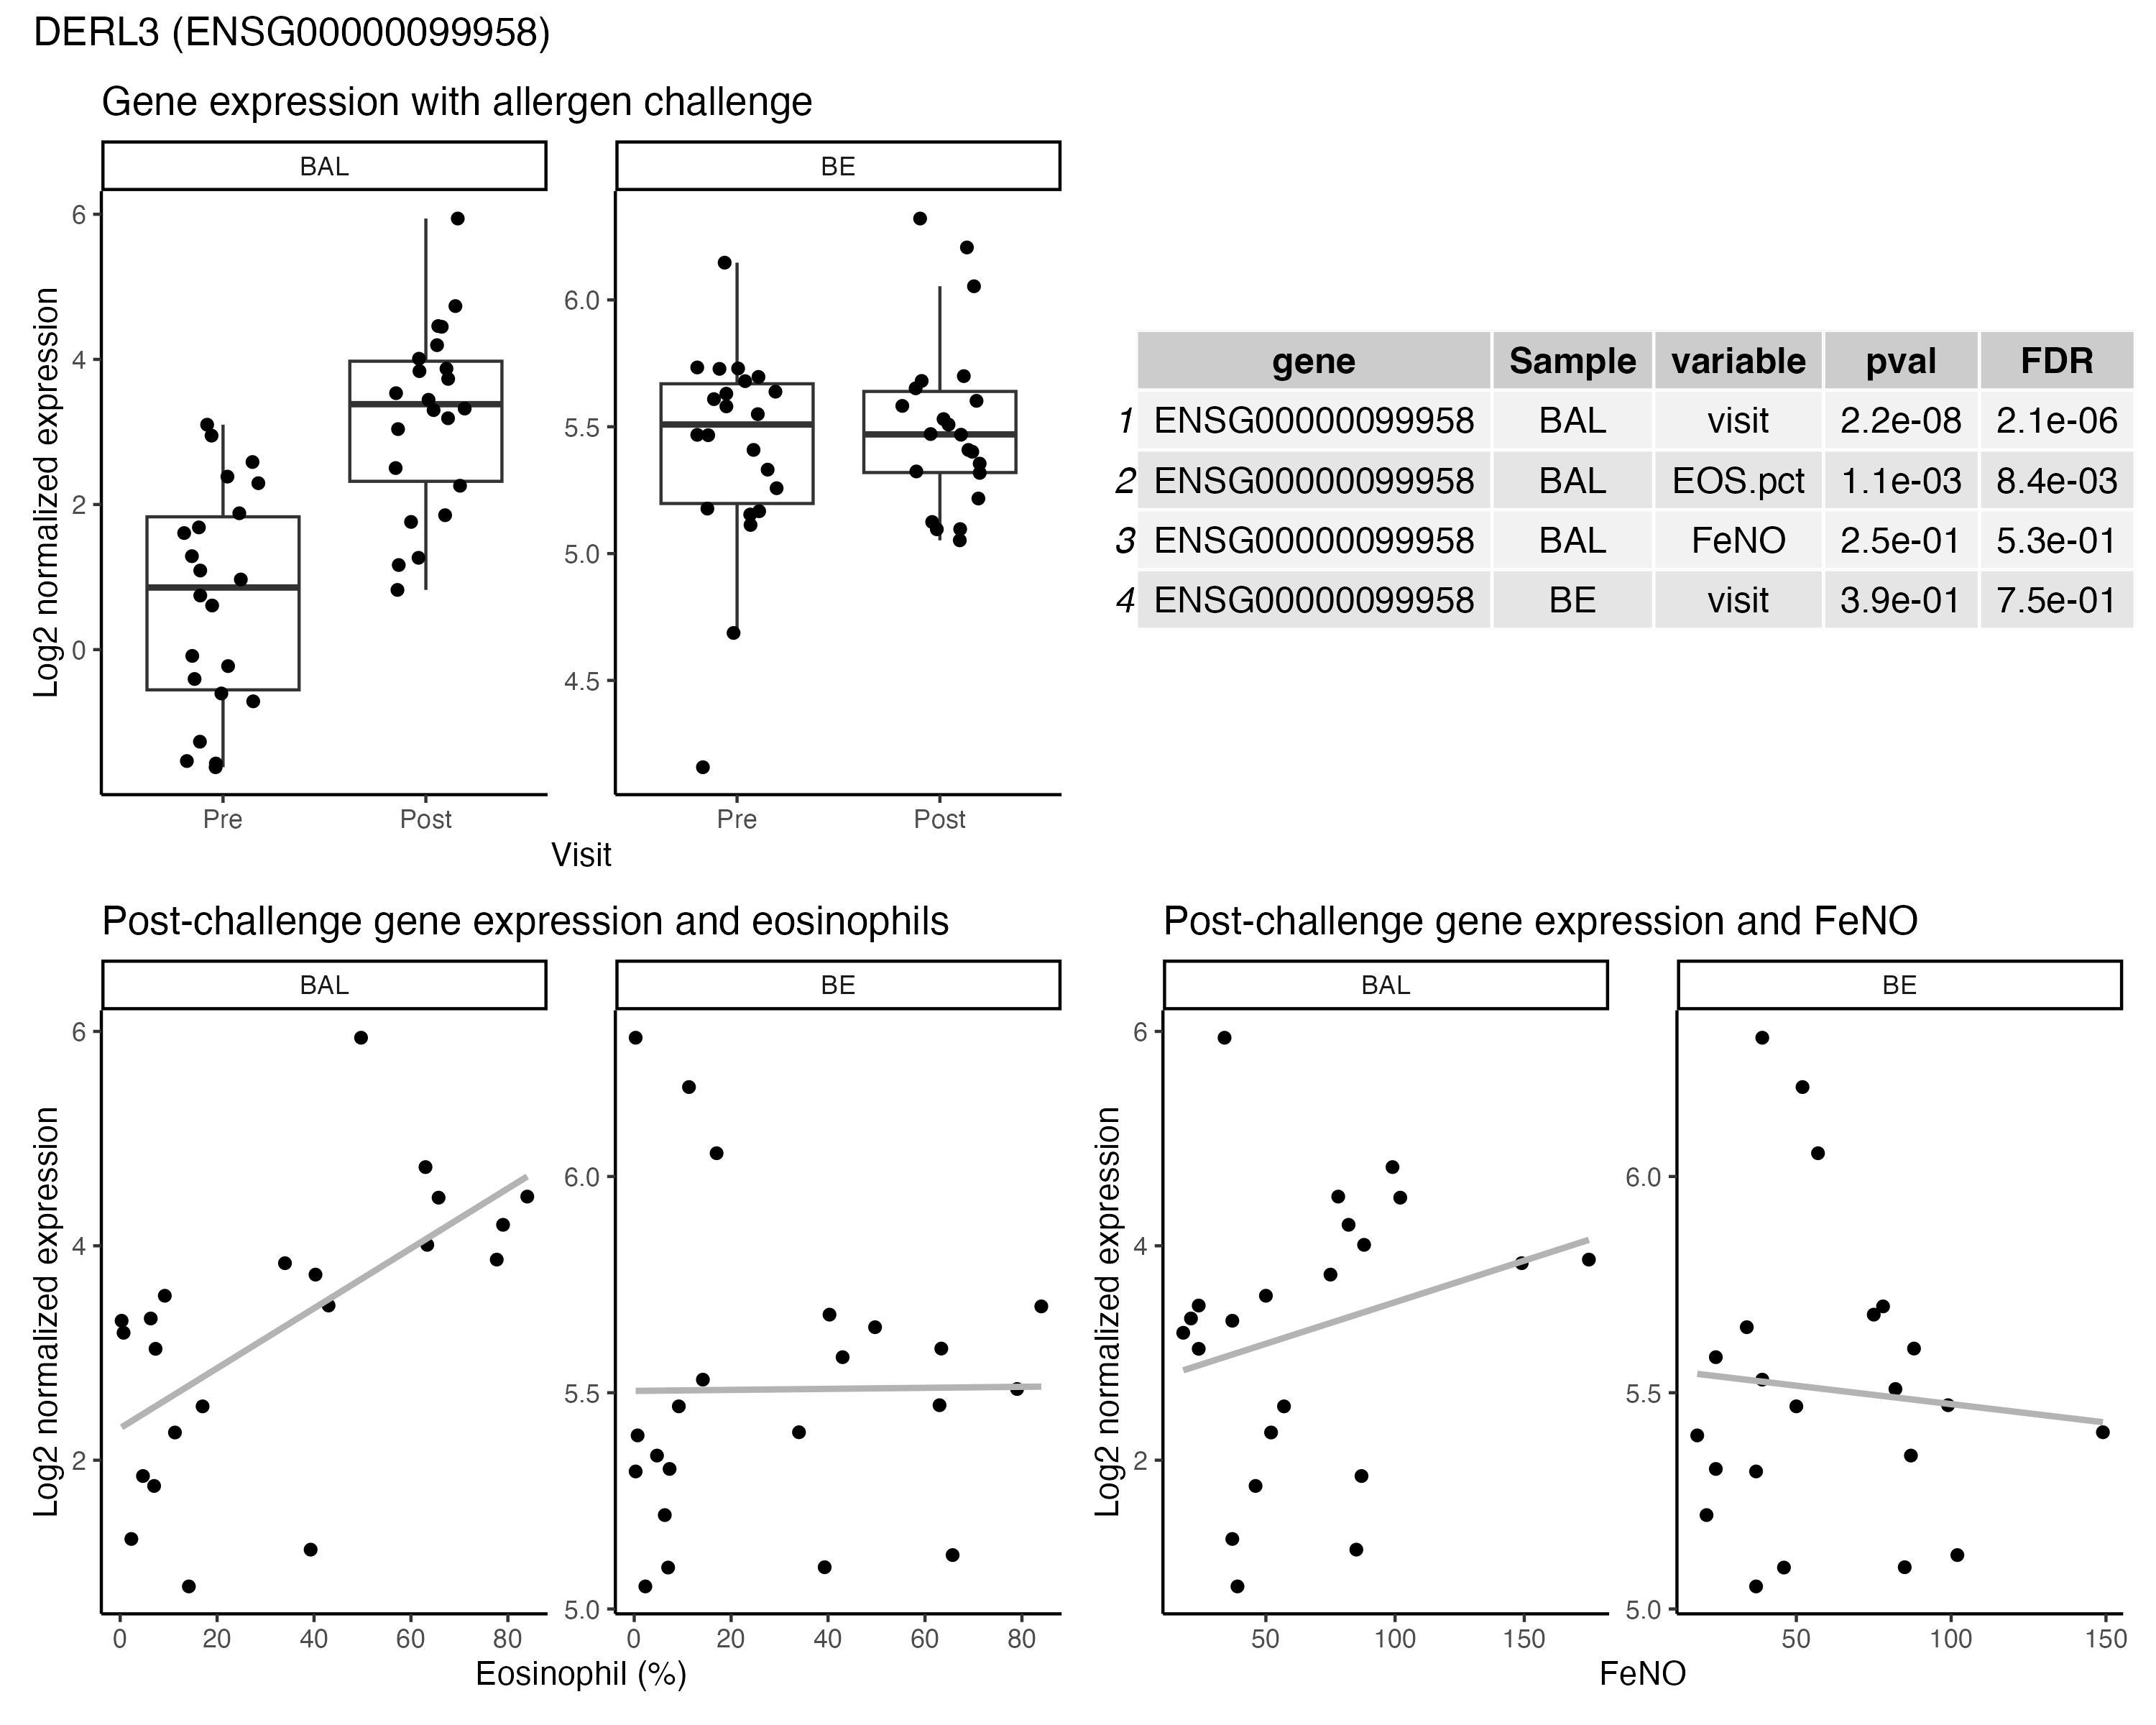 DERL3 (ENSG00000099958)
Gene expression with allergen challenge
BAL
BE
Log2 normalized expression
6
4
2
0
6.0
5.5
5.0
4.5
Pre
Post
Pre
Post
Visit
gene Sample variable pval FDR
1 ENSG00000099958 BAL visit 2.2e-08 2.1e-06
2 ENSG00000099958 BAL EOS.pct 1.1e-03 8.4e-03
3 ENSG00000099958 BAL FeNO 2.5e-01 5.3e-01
4 ENSG00000099958 BE visit 3.9e-01 7.5e-01
Post-challenge gene expression and eosinophils
BAL
BE
Log2 normalized expression
6
4
2
6.0
5.5
5.0
0 20 40 60 80
0 20 40 60 80
Eosinophil (%)
Post-challenge gene expression and FeNO
BAL
BE
Log2 normalized expression
6
4
2
6.0
5.5
5.0
50 100 150
50 100 150
FeNO